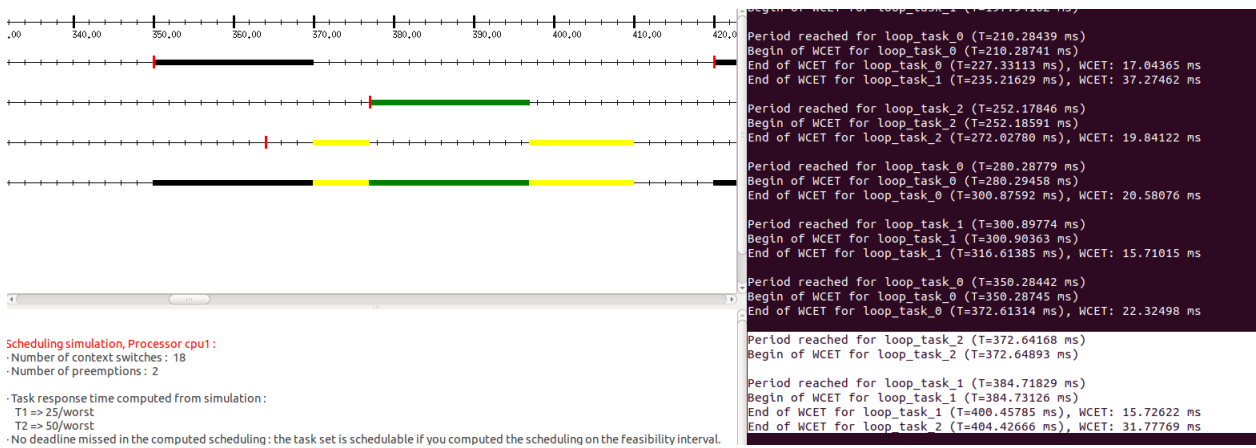 .00 340.00 350.00 360.00 370.00 380.00 390.00 400.00 410.00 420.0
Scheduling simulation, Processor cpu1 :
- Number of context switches : 18
- Number of preemptions : 2
- Task response time computed from simulation :
T1 => 25/worst
T2 => 50/worst
- No deadline missed in the computed scheduling : the task set is schedulable if you computed the scheduling on the feasibility interval.
Begin of WCET for loop_task_1 (T=197.94162 ms)
Period reached for loop_task_0 (T=210.28439 ms)
Begin of WCET for loop_task_0 (T=210.28741 ms)
End of WCET for loop_task_0 (T=227.33113 ms), WCET: 17.04365 ms
End of WCET for loop_task_1 (T=235.21629 ms), WCET: 37.27462 ms
Period reached for loop_task_2 (T=252.17846 ms)
Begin of WCET for loop_task_2 (T=252.18591 ms)
End of WCET for loop_task_2 (T=272.02780 ms), WCET: 19.84122 ms
Period reached for loop_task_0 (T=280.28779 ms)
Begin of WCET for loop_task_0 (T=280.29458 ms)
End of WCET for loop_task_0 (T=300.87592 ms), WCET: 20.58076 ms
Period reached for loop_task_1 (T=300.89774 ms)
Begin of WCET for loop_task_1 (T=300.90363 ms)
End of WCET for loop_task_1 (T=316.61385 ms), WCET: 15.71015 ms
Period reached for loop_task_0 (T=350.28442 ms)
Begin of WCET for loop_task_0 (T=350.28745 ms)
End of WCET for loop_task_0 (T=372.61314 ms), WCET: 22.32498 ms
Period reached for loop_task_2 (T=372.64168 ms)
Begin of WCET for loop_task_2 (T=372.64893 ms)
Period reached for loop_task_1 (T=384.71829 ms)
Begin of WCET for loop_task_1 (T=384.73126 ms)
End of WCET for loop_task_1 (T=400.45785 ms), WCET: 15.72622 ms
End of WCET for loop_task_2 (T=404.42666 ms), WCET: 31.77769 ms